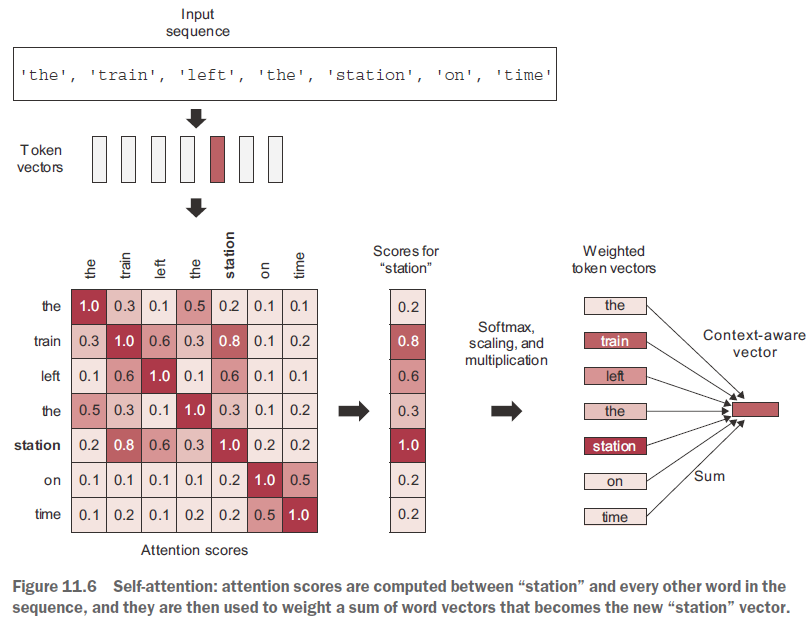 Input
sequence
'the', 'train', 'left', 'the', 'station', 'on', 'time'
Token
vectors
the train left the station on time
the 1.0 0.3 0.1 0.5 0.2 0.1 0.1
train 0.3 1.0 0.6 0.3 0.8 0.1 0.2
left 0.1 0.6 1.0 0.1 0.6 0.1 0.1
the 0.5 0.3 0.1 1.0 0.3 0.1 0.2
station 0.2 0.8 0.6 0.3 1.0 0.2 0.2
on 0.1 0.1 0.1 0.1 0.2 1.0 0.5
time 0.1 0.2 0.1 0.2 0.2 0.5 1.0
Attention scores
Scores for
“station”
0.2
0.8
0.6
0.3
1.0
0.2
0.2
Softmax,
scaling, and
multiplication
Weighted
token vectors
the
train
left
the
station
on
time
Context-aware
vector
Sum
Figure 11.6 Self-attention: attention scores are computed between “station” and every other word in the
sequence, and they are then used to weight a sum of word vectors that becomes the new “station” vector.